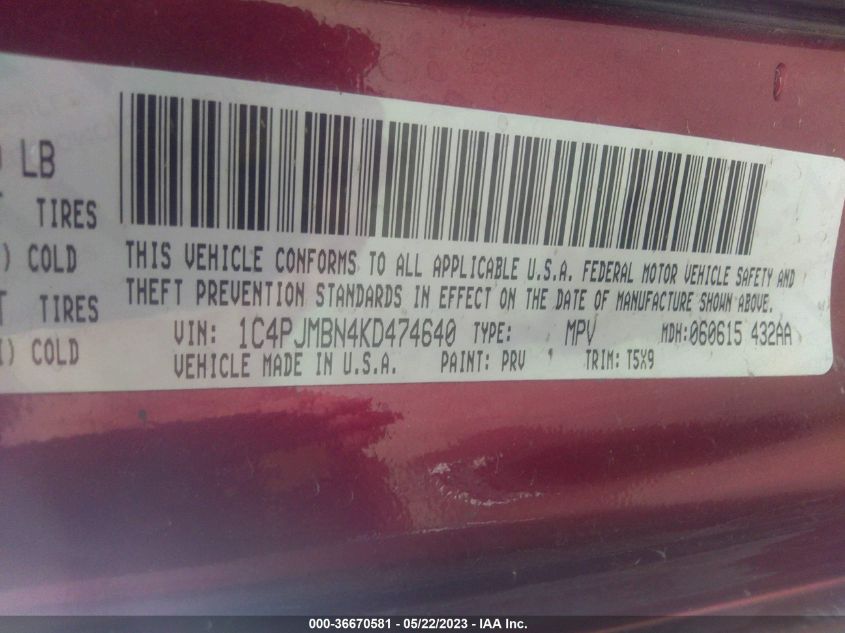 LB
TIRES
) COLD
TIRES
) COLD
THIS VEHICLE CONFORMS TO ALL APPLICABLE U.S.A. FEDERAL MOTOR VEHICLE SAFETY AND
THEFT PREVENTION STANDARDS IN EFFECT ON THE DATE OF MANUFACTURE SHOWN ABOVE.
VIN: 1C4PJMBN4KD474640 TYPE: MPV MDH:060615 432AA
VEHICLE MADE IN U.S.A. PAINT: PRV TRIM: T5X9
000-36670581 - 05/22/2023 - IAA Inc.